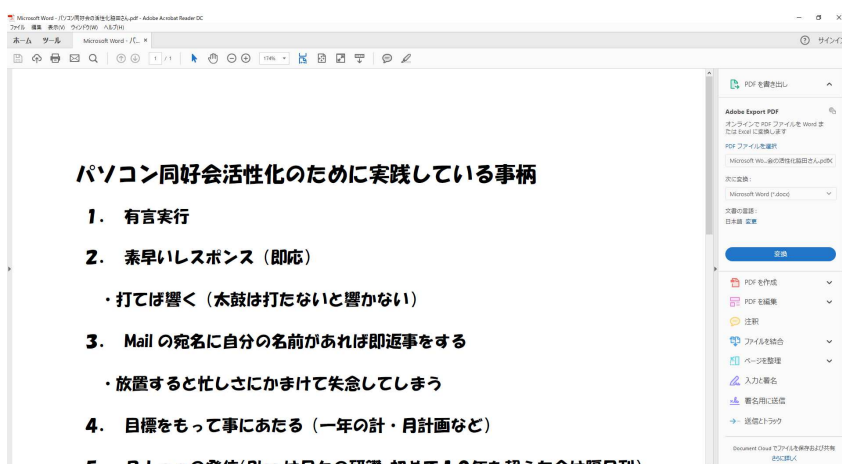 Microsoft Word - パソコン同好会の活性化脇田さん.pdf - Adobe Acrobat Reader DC
ファイル 編集 表示(V) ウィンドウ(W) ヘルプ(H)
ホーム ツール Microsoft Word - パ... ×
サインイン
1 / 1 174%
PDF を書き出し
Adobe Export PDF
オンラインで PDF ファイルを Word ま
たは Excel に変換します
PDF ファイルを選択
Microsoft Wo...会の活性化脇田さん.pdf
次に変換 :
Microsoft Word (*.docx)
文書の言語 :
日本語 変更
変換
PDF を作成
PDF を編集
注釈
ファイルを結合
ページを整理
入力と署名
署名用に送信
送信とトラック
Document Cloud でファイルを保存および共有
さらに詳しく
パソコン同好会活性化のために実践している事柄
1. 有言実行
2. 素早いレスポンス(即応)
・打てば響く(太鼓は打たないと響かない)
3. Mail の宛名に自分の名前があれば即返事をする
・放置すると忙しさにかまけて失念してしまう
4. 目標をもって事にあたる(一年の計・月計画など)